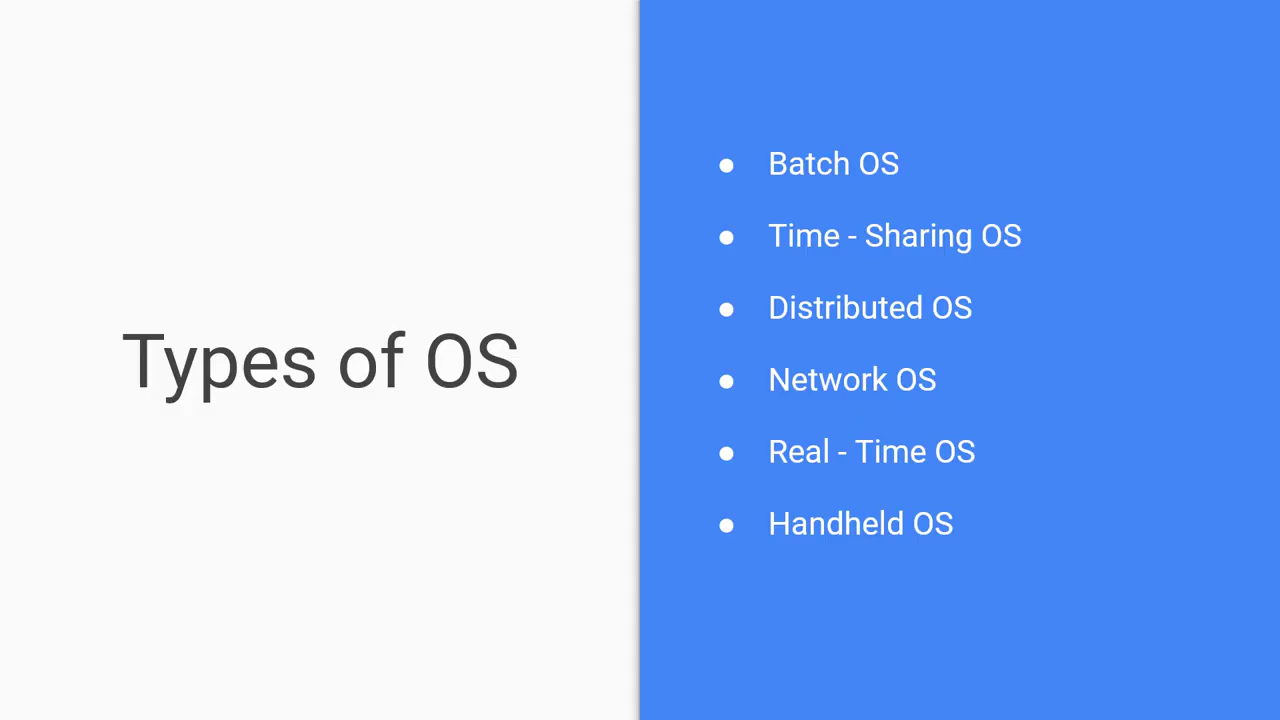 Types of OS
● Batch OS
● Time - Sharing OS
● Distributed OS
● Network OS
● Real - Time OS
● Handheld OS